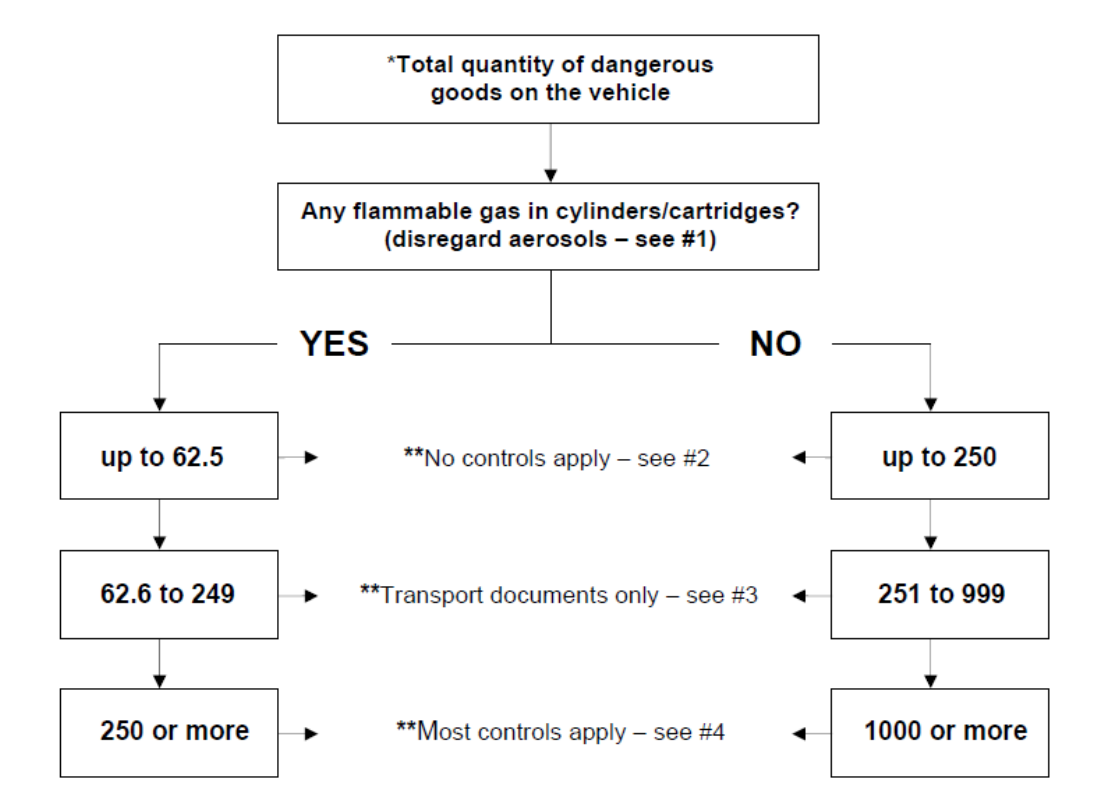 *Total quantity of dangerous
goods on the vehicle
Any flammable gas in cylinders/cartridges?
(disregard aerosols – see #1)
YES
NO
up to 62.5
**No controls apply – see #2
up to 250
62.6 to 249
**Transport documents only – see #3
251 to 999
250 or more
**Most controls apply – see #4
1000 or more